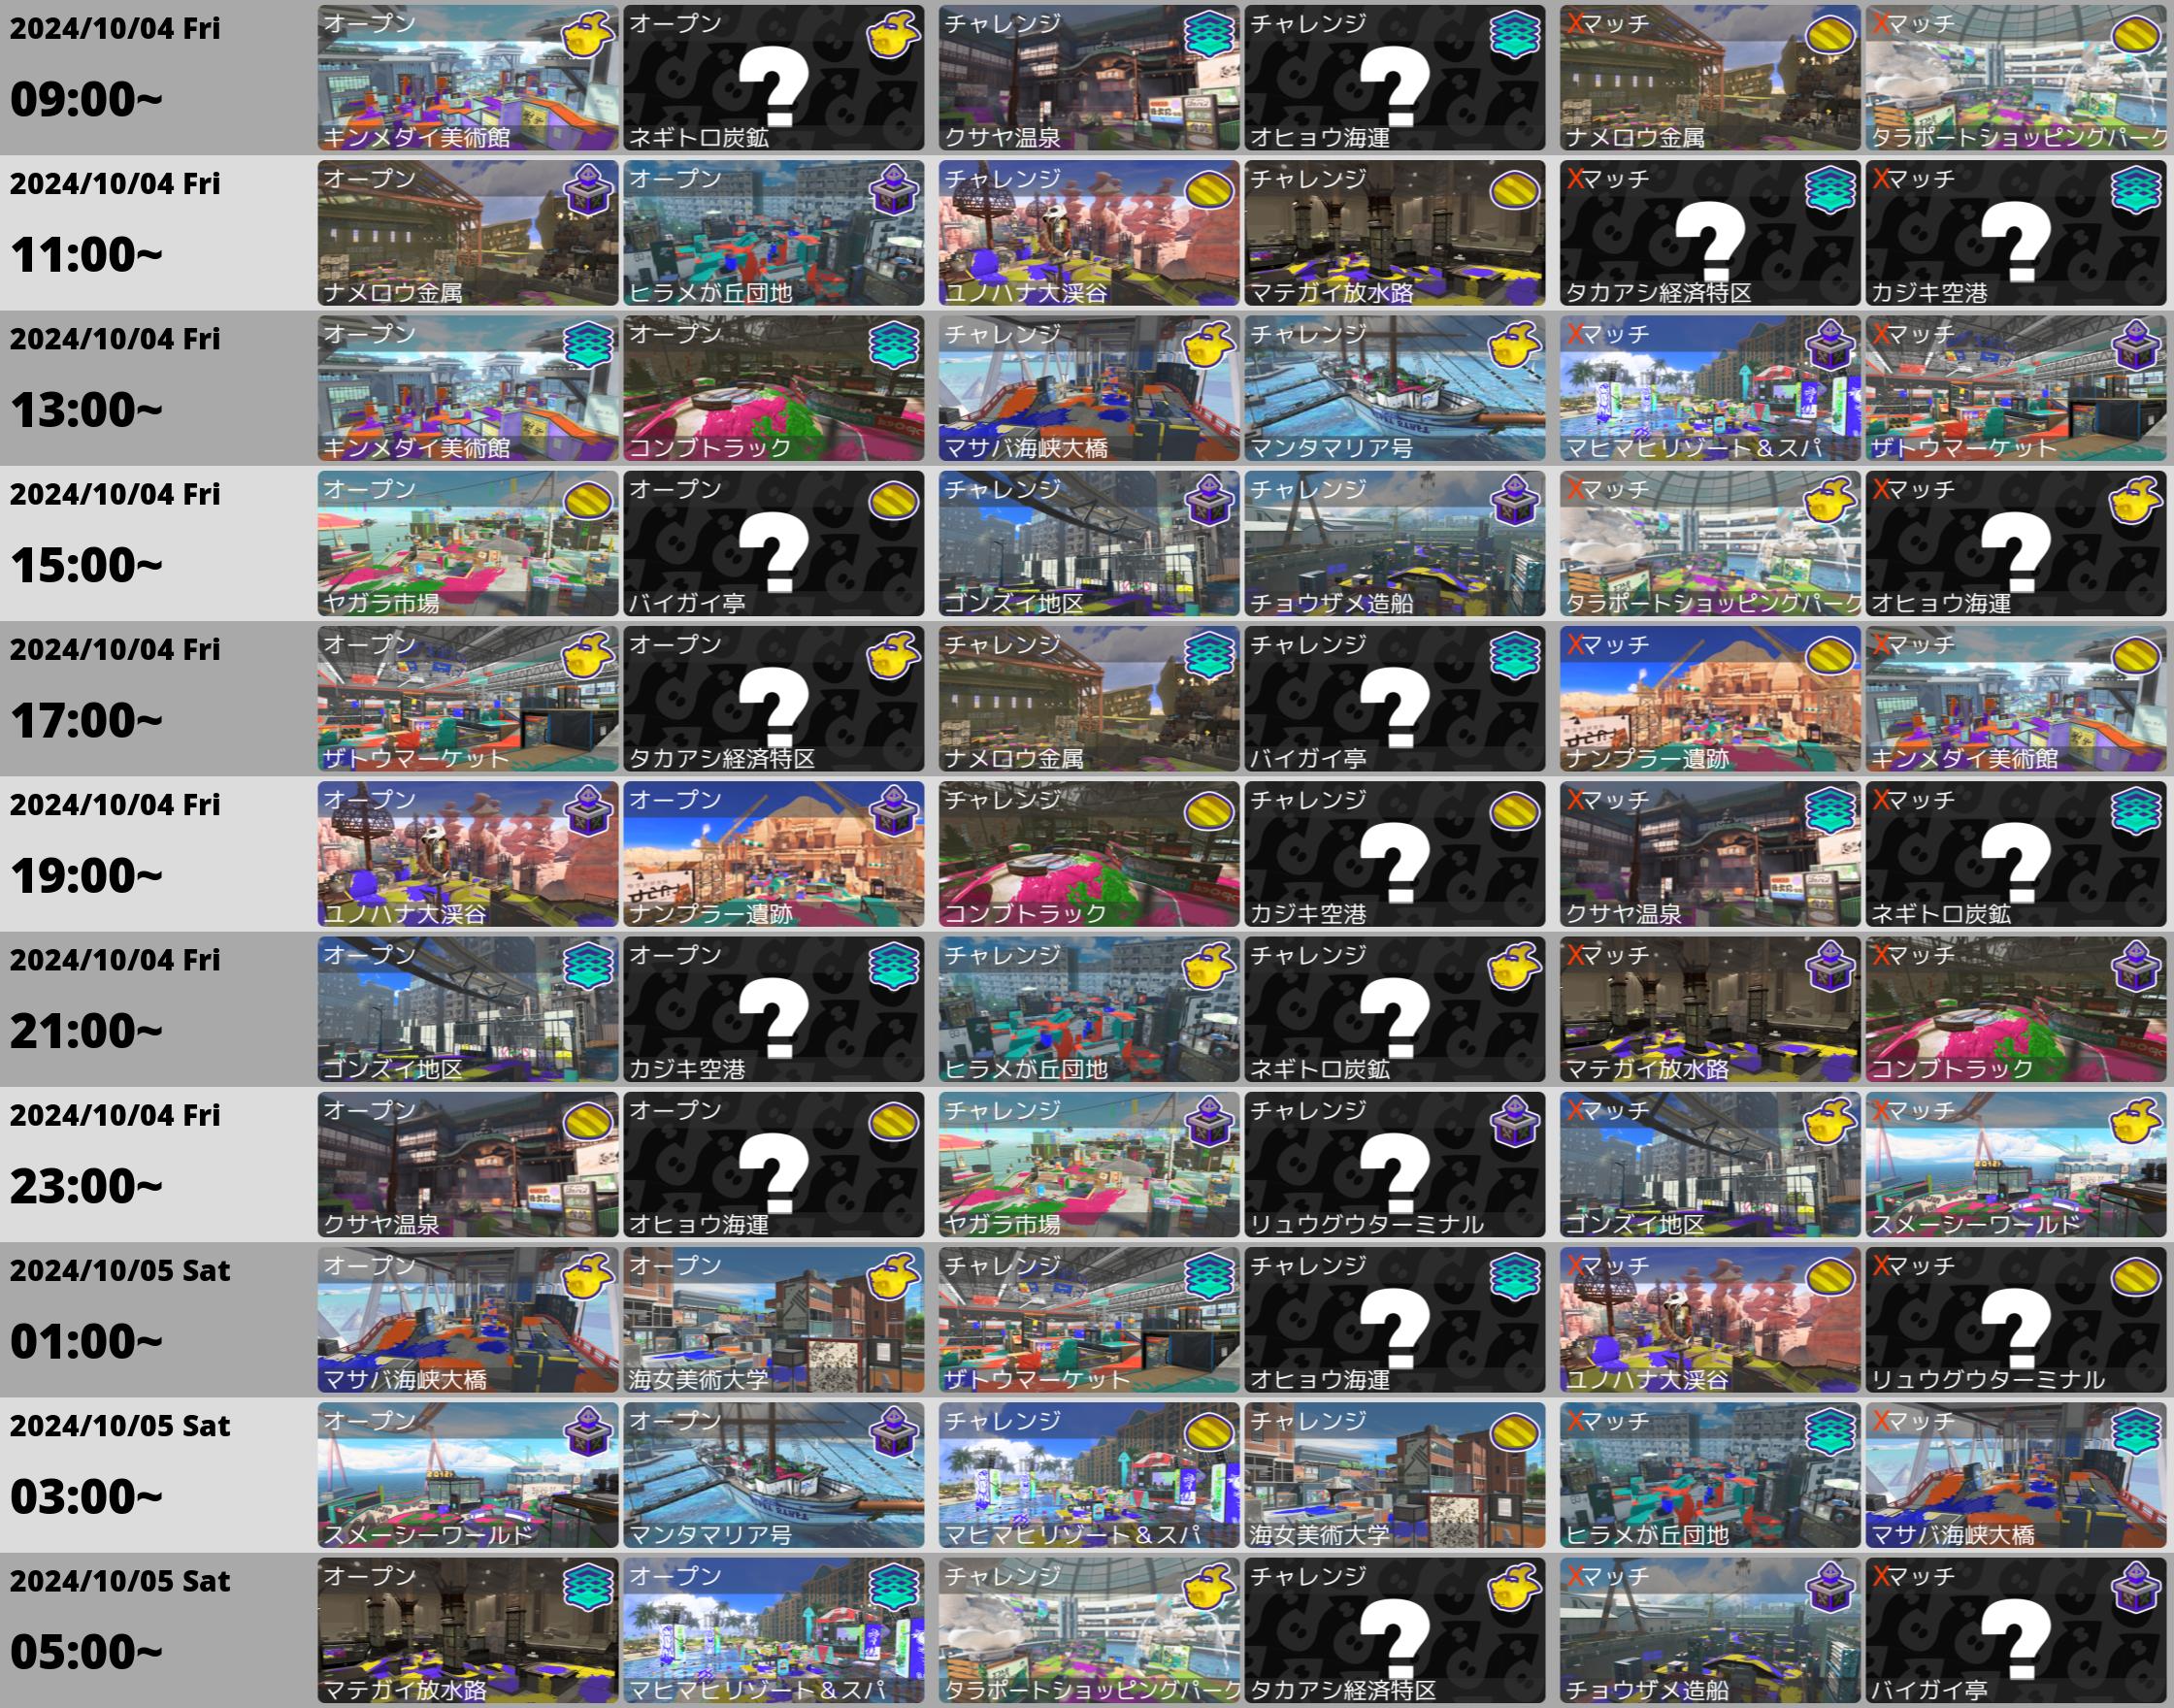 2024/10/04 Fri
09:00~
オープン
キンメダイ美術館
オープン
ネギトロ炭鉱
チャレンジ
クサヤ温泉
チャレンジ
オヒョウ海運
Xマッチ
ナメロウ金属
Xマッチ
タラポートショッピングパーク
2024/10/04 Fri
11:00~
オープン
ナメロウ金属
オープン
ヒラメが丘団地
チャレンジ
ユノハナ大渓谷
チャレンジ
マテガイ放水路
Xマッチ
タカアシ経済特区
Xマッチ
カジキ空港
2024/10/04 Fri
13:00~
オープン
キンメダイ美術館
オープン
コンブトラック
チャレンジ
マサバ海峡大橋
チャレンジ
マンタマリア号
Xマッチ
マヒマヒリゾート&スパ
Xマッチ
ザトウマーケット
2024/10/04 Fri
15:00~
オープン
ヤガラ市場
オープン
バイガイ亭
チャレンジ
ゴンズイ地区
チャレンジ
チョウザメ造船
Xマッチ
タラポートショッピングパーク
Xマッチ
オヒョウ海運
2024/10/04 Fri
17:00~
オープン
ザトウマーケット
オープン
タカアシ経済特区
チャレンジ
ナメロウ金属
チャレンジ
バイガイ亭
Xマッチ
ナンプラー遺跡
Xマッチ
キンメダイ美術館
2024/10/04 Fri
19:00~
オープン
ユノハナ大渓谷
オープン
ナンプラー遺跡
チャレンジ
コンブトラック
チャレンジ
カジキ空港
Xマッチ
クサヤ温泉
Xマッチ
ネギトロ炭鉱
2024/10/04 Fri
21:00~
オープン
ゴンズイ地区
オープン
カジキ空港
チャレンジ
ヒラメが丘団地
チャレンジ
ネギトロ炭鉱
Xマッチ
マテガイ放水路
Xマッチ
コンブトラック
2024/10/04 Fri
23:00~
オープン
クサヤ温泉
オープン
オヒョウ海運
チャレンジ
ヤガラ市場
チャレンジ
リュウグウターミナル
Xマッチ
ゴンズイ地区
Xマッチ
スメーシーワールド
2024/10/05 Sat
01:00~
オープン
マサバ海峡大橋
オープン
海女美術大学
チャレンジ
ザトウマーケット
チャレンジ
オヒョウ海運
Xマッチ
ユノハナ大渓谷
Xマッチ
リュウグウターミナル
2024/10/05 Sat
03:00~
オープン
スメーシーワールド
オープン
マンタマリア号
チャレンジ
マヒマヒリゾート&スパ
チャレンジ
海女美術大学
Xマッチ
ヒラメが丘団地
Xマッチ
マサバ海峡大橋
2024/10/05 Sat
05:00~
オープン
マテガイ放水路
オープン
マヒマヒリゾート&スパ
チャレンジ
タラポートショッピングパーク
チャレンジ
タカアシ経済特区
Xマッチ
チョウザメ造船
Xマッチ
バイガイ亭